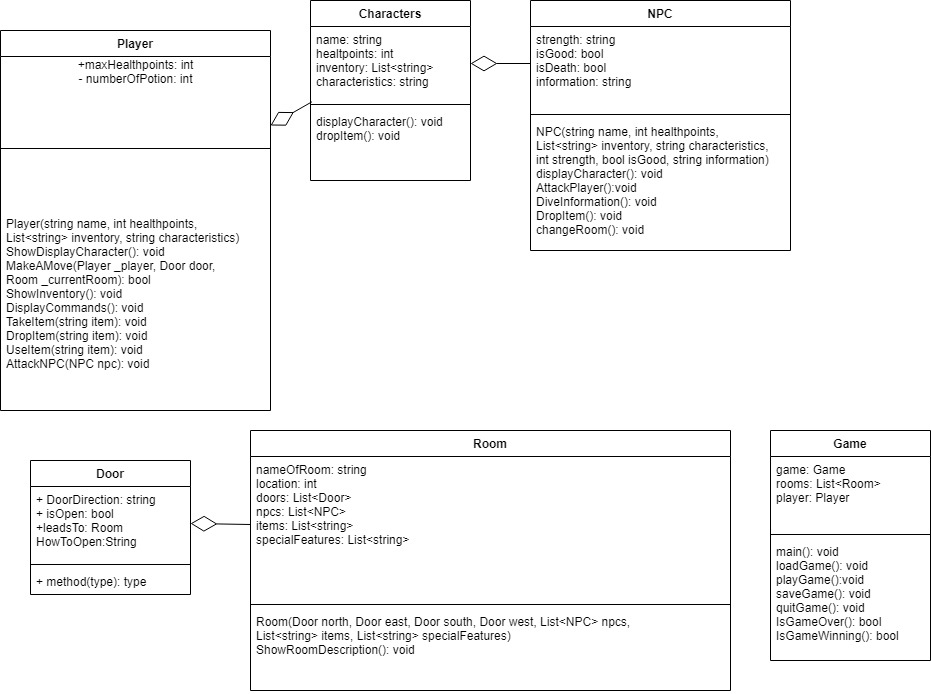 Player
+maxHealthpoints: int
- numberOfPotion: int
Player(string name, int healthpoints,
List<string> inventory, string characteristics)
ShowDisplayCharacter(): void
MakeAMove(Player _player, Door door,
Room _currentRoom): bool
ShowInventory(): void
DisplayCommands(): void
TakeItem(string item): void
DropItem(string item): void
UseItem(string item): void
AttackNPC(NPC npc): void
Characters
name: string
healtpoints: int
inventory: List<string>
characteristics: string
displayCharacter(): void
dropItem(): void
NPC
strength: string
isGood: bool
isDeath: bool
information: string
NPC(string name, int healthpoints,
List<string> inventory, string characteristics,
int strength, bool isGood, string information)
displayCharacter(): void
AttackPlayer():void
DiveInformation(): void
DropItem(): void
changeRoom(): void
Door
+ DoorDirection: string
+ isOpen: bool
+leadsTo: Room
HowToOpen:String
+ method(type): type
Room
nameOfRoom: string
location: int
doors: List<Door>
npcs: List<NPC>
items: List<string>
specialFeatures: List<string>
Room(Door north, Door east, Door south, Door west, List<NPC> npcs,
List<string> items, List<string> specialFeatures)
ShowRoomDescription(): void
Game
game: Game
rooms: List<Room>
player: Player
main(): void
loadGame(): void
playGame():void
saveGame(): void
quitGame(): void
IsGameOver(): bool
IsGameWinning(): bool